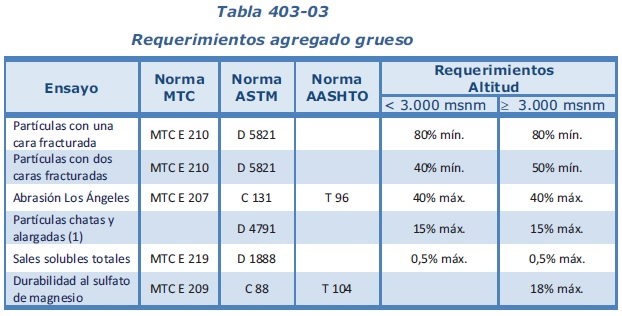 Tabla 403-03
Requerimientos agregado grueso
Ensayo Norma MTC Norma ASTM Norma AASHTO Requerimientos Altitud
< 3.000 msnm ≥ 3.000 msnm
Partículas con una cara fracturada MTC E 210 D 5821 80% mín. 80% mín.
Partículas con dos caras fracturadas MTC E 210 D 5821 40% mín. 50% mín.
Abrasión Los Ángeles MTC E 207 C 131 T 96 40% máx. 40% máx.
Partículas chatas y alargadas (1) D 4791 15% máx. 15% máx.
Sales solubles totales MTC E 219 D 1888 0,5% máx. 0,5% máx.
Durabilidad al sulfato de magnesio MTC E 209 C 88 T 104 18% máx.